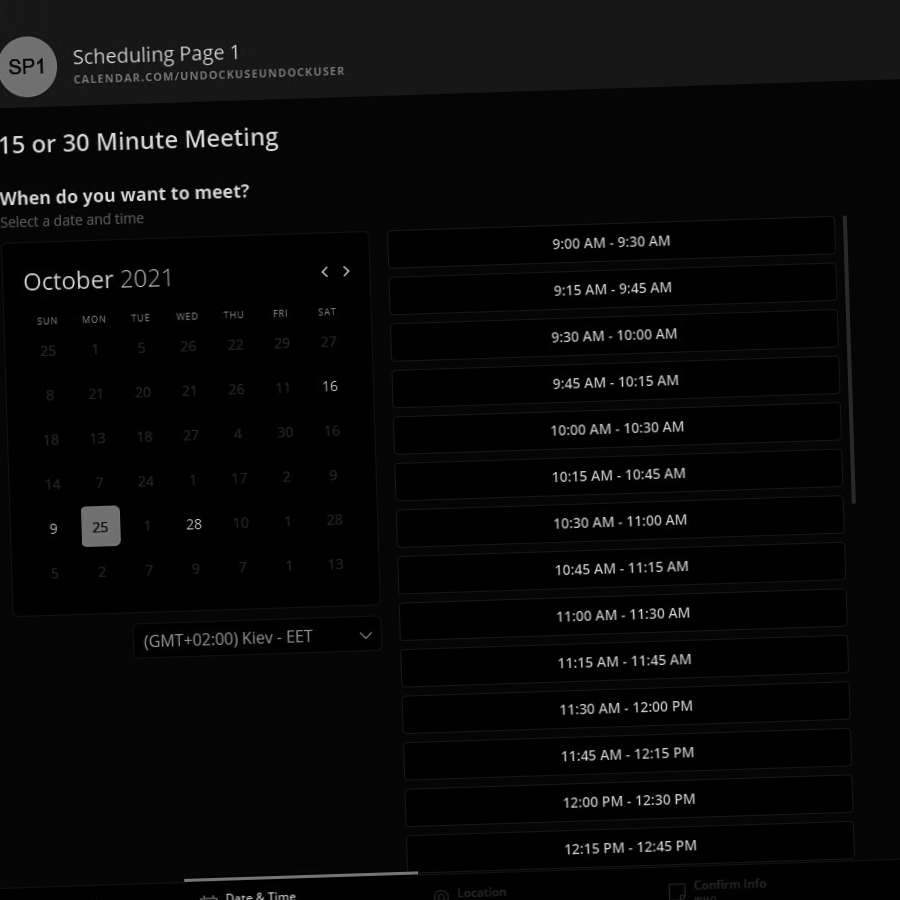 SP1
Scheduling Page 1
CALENDAR.COM/UNDOCKUSEUNDOCKUSER
15 or 30 Minute Meeting
When do you want to meet?
Select a date and time
October 2021
SUN MON TUE WED THU FRI SAT
25 1 5 26 22 29 27
8 21 20 21 26 11 16
18 13 18 27 4 30 16
14 7 24 1 17 2 9
9 25 1 28 10 1 28
5 2 7 9 7 1 13
(GMT+02:00) Kiev - EET
9:00 AM - 9:30 AM
9:15 AM - 9:45 AM
9:30 AM - 10:00 AM
9:45 AM - 10:15 AM
10:00 AM - 10:30 AM
10:15 AM - 10:45 AM
10:30 AM - 11:00 AM
10:45 AM - 11:15 AM
11:00 AM - 11:30 AM
11:15 AM - 11:45 AM
11:30 AM - 12:00 PM
11:45 AM - 12:15 PM
12:00 PM - 12:30 PM
12:15 PM - 12:45 PM
Date & Time
Location
Confirm Info